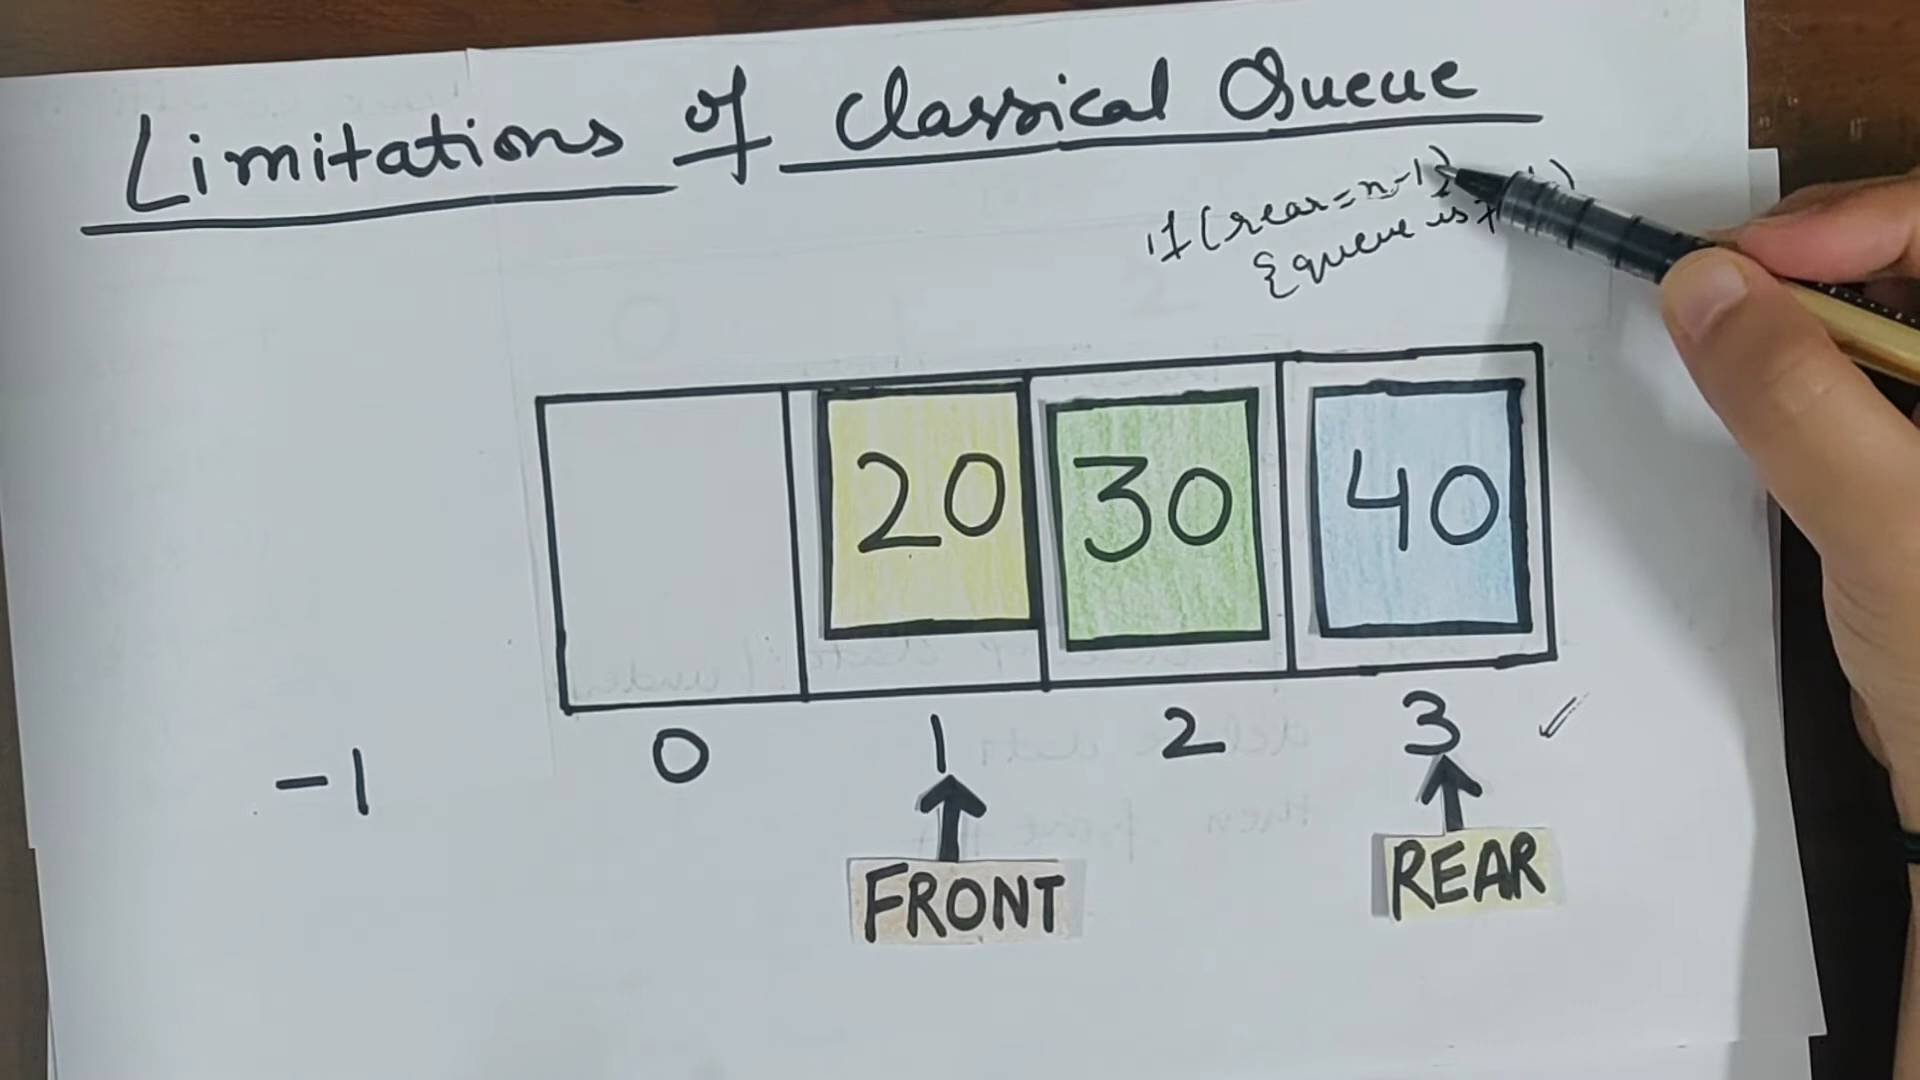 Limitations of Classical Queue
if(rear=n-1)
{queue is
20 30 40
-1 0 1 2 3
FRONT REAR